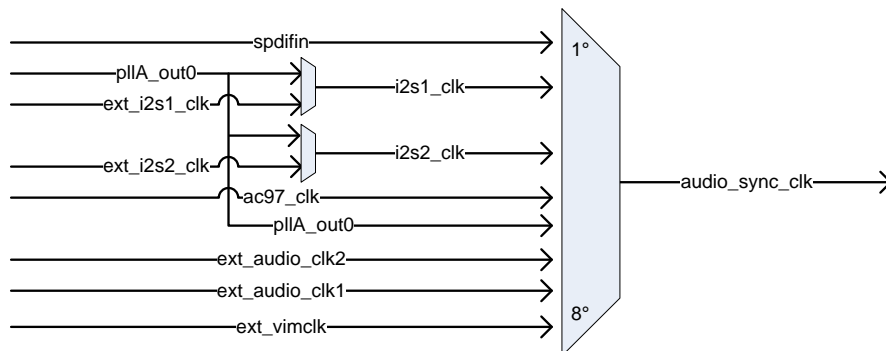 spdifin
1°
pllA_out0
i2s1_clk
ext_i2s1_clk
i2s2_clk
ext_i2s2_clk
audio_sync_clk
ac97_clk
pllA_out0
ext_audio_clk2
ext_audio_clk1
8°
ext_vimclk